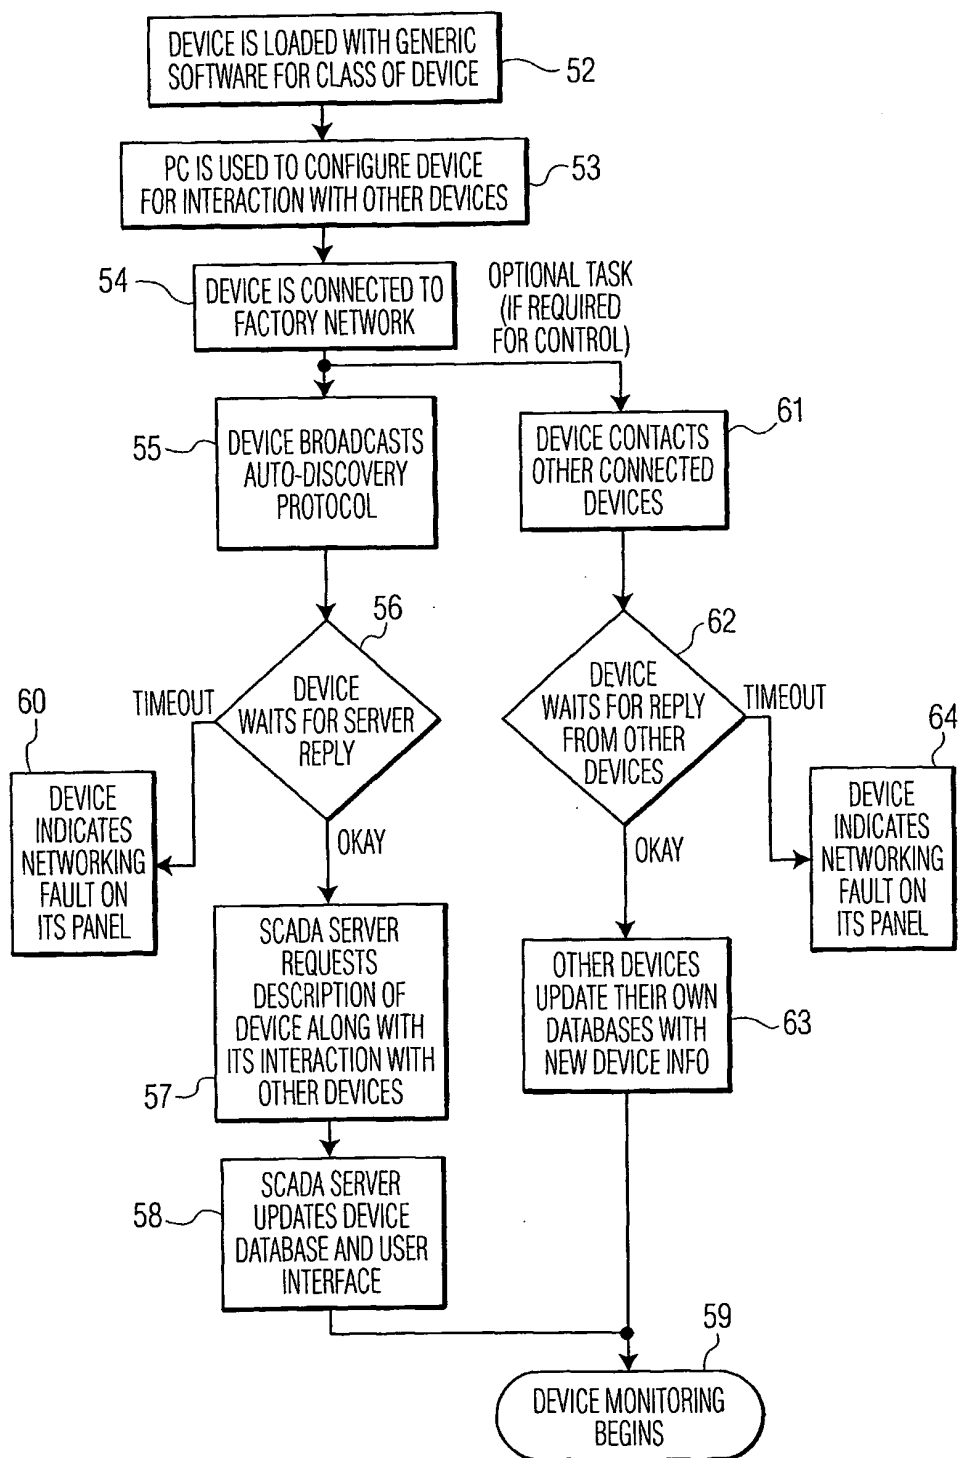 DEVICE IS LOADED WITH GENERIC
SOFTWARE FOR CLASS OF DEVICE
52
PC IS USED TO CONFIGURE DEVICE
FOR INTERACTION WITH OTHER DEVICES
53
54
DEVICE IS CONNECTED TO
FACTORY NETWORK
OPTIONAL TASK
(IF REQUIRED
FOR CONTROL)
55
DEVICE BROADCASTS
AUTO-DISCOVERY
PROTOCOL
61
DEVICE CONTACTS
OTHER CONNECTED
DEVICES
56
DEVICE
WAITS FOR SERVER
REPLY
TIMEOUT
OKAY
62
DEVICE
WAITS FOR REPLY
FROM OTHER
DEVICES
TIMEOUT
OKAY
60
DEVICE
INDICATES
NETWORKING
FAULT ON
ITS PANEL
64
DEVICE
INDICATES
NETWORKING
FAULT ON
ITS PANEL
SCADA SERVER
REQUESTS
DESCRIPTION OF
DEVICE ALONG WITH
ITS INTERACTION WITH
OTHER DEVICES
57
OTHER DEVICES
UPDATE THEIR OWN
DATABASES WITH
NEW DEVICE INFO
63
58
SCADA SERVER
UPDATES DEVICE
DATABASE AND USER
INTERFACE
59
DEVICE MONITORING
BEGINS